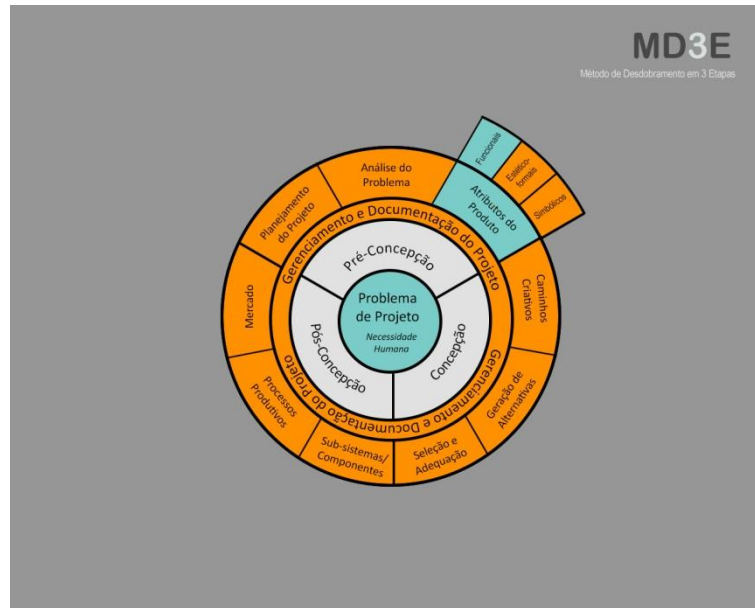 MD3E
Método de Desdobramento em 3 Etapas
Funcionais
Estético-
formais
Simbólicos
Atributos do
Produto
Análise do
Problema
Planejamento
do Projeto
Gerenciamento e Documentação do Projeto
Pré-Concepção
Problema
de Projeto
Necessidade
Humana
Caminhos
Criativos
Mercado
Pós-Concepção
Concepção
Gerenciamento e Documentação do Projeto
Processos
Produtivos
Geração de
Alternativas
Sub-sistemas/
Componentes
Seleção e
Adequação